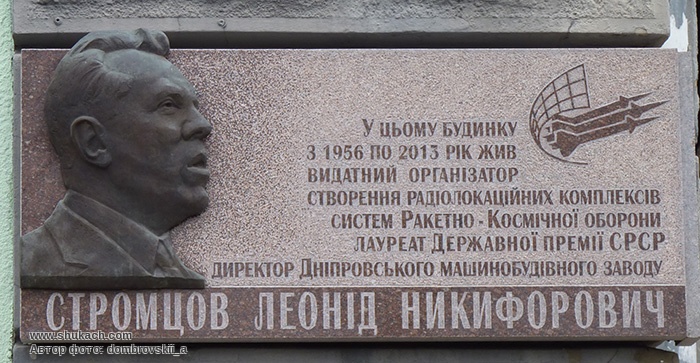 У ЦЬОМУ БУДИНКУ
З 1956 ПО 2013 РІК ЖИВ
ВИДАТНИЙ ОРГАНІЗАТОР
СТВОРЕННЯ РАДІОЛОКАЦІЙНИХ КОМПЛЕКСІВ
СИСТЕМ РАКЕТНО-КОСМІЧНОЇ ОБОРОНИ
ЛАУРЕАТ ДЕРЖАВНОЇ ПРЕМІЇ СРСР
ДИРЕКТОР ДНІПРОВСЬКОГО МАШИНОБУДІВНОГО ЗАВОДУ
СТРОМЦОВ ЛЕОНІД НИКИФОРОВИЧ
www.shukach.com
Автор фото: dombrovskii_a